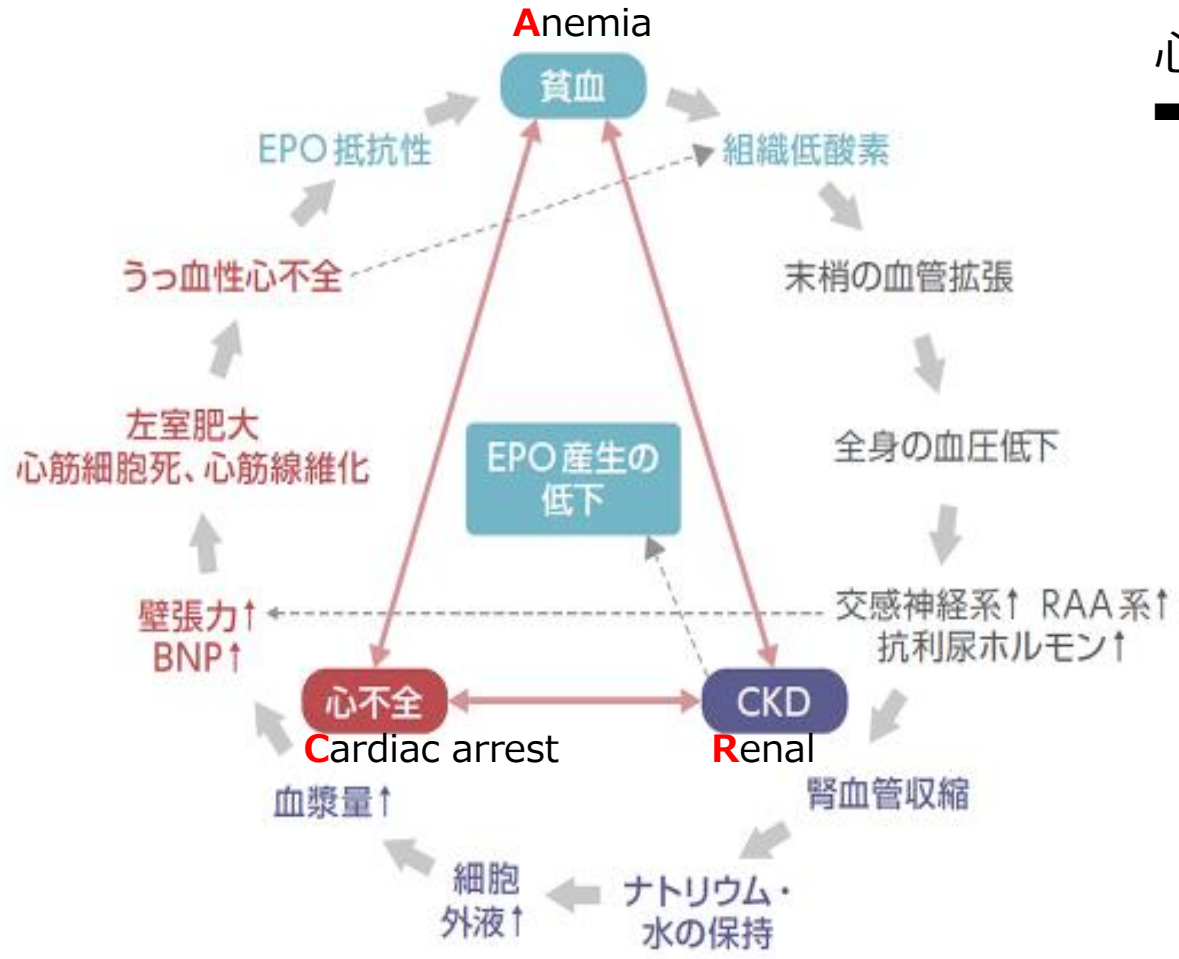 Anemia
心
貧血
EPO 抵抗性
組織低酸素
うっ血性心不全
末梢の血管拡張
左室肥大
心筋細胞死、心筋線維化
EPO 産生の
低下
全身の血圧低下
壁張力↑
BNP↑
交感神経系↑ RAA 系↑
抗利尿ホルモン↑
心不全
CKD
Cardiac arrest
Renal
血漿量↑
腎血管収縮
細胞
外液↑
ナトリウム・
水の保持